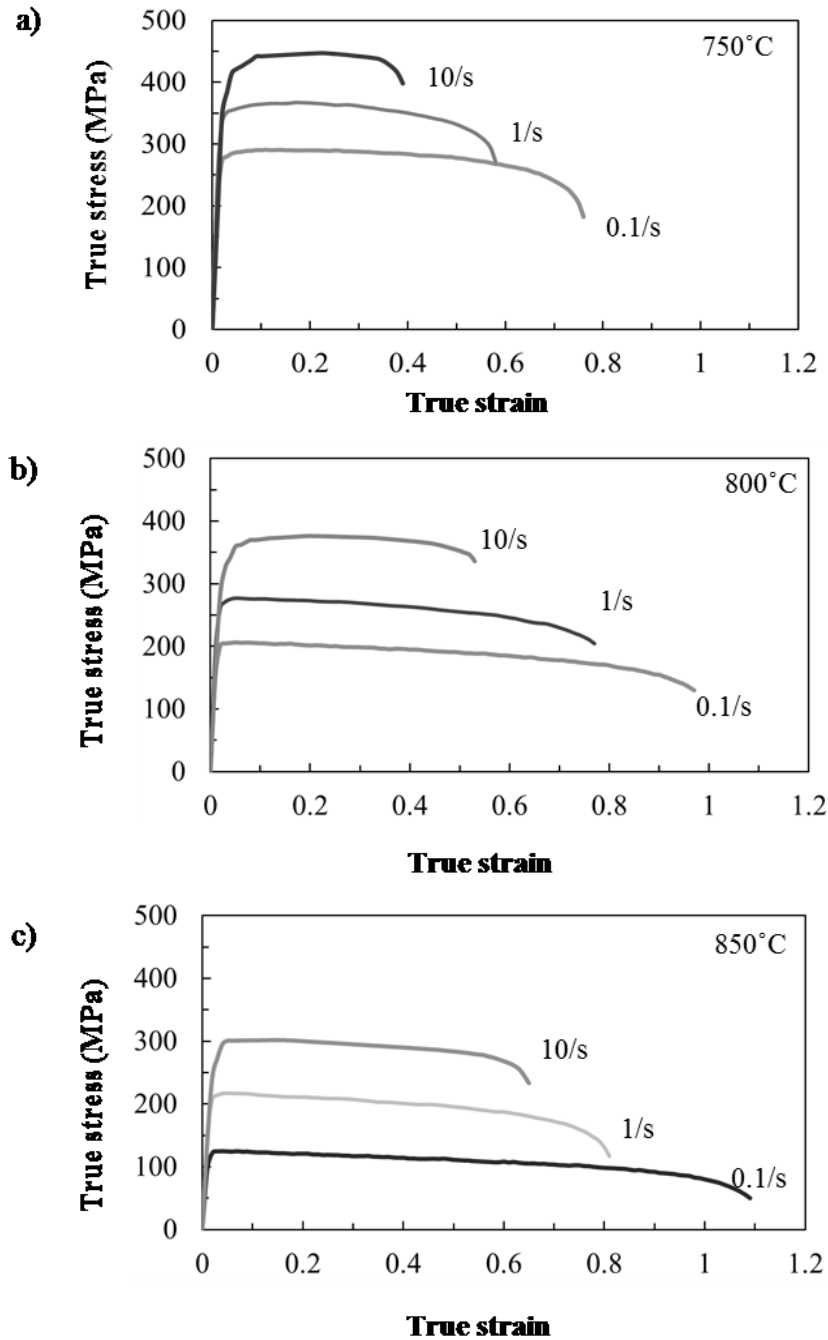 a)
750˚C
True stress (MPa)
500
400
300
200
100
0
10/s
1/s
0.1/s
0 0.2 0.4 0.6 0.8 1 1.2
True strain
b)
800˚C
True stress (MPa)
500
400
300
200
100
0
10/s
1/s
0.1/s
0 0.2 0.4 0.6 0.8 1 1.2
True strain
c)
850˚C
True stress (MPa)
500
400
300
200
100
0
10/s
1/s
0.1/s
0 0.2 0.4 0.6 0.8 1 1.2
True strain